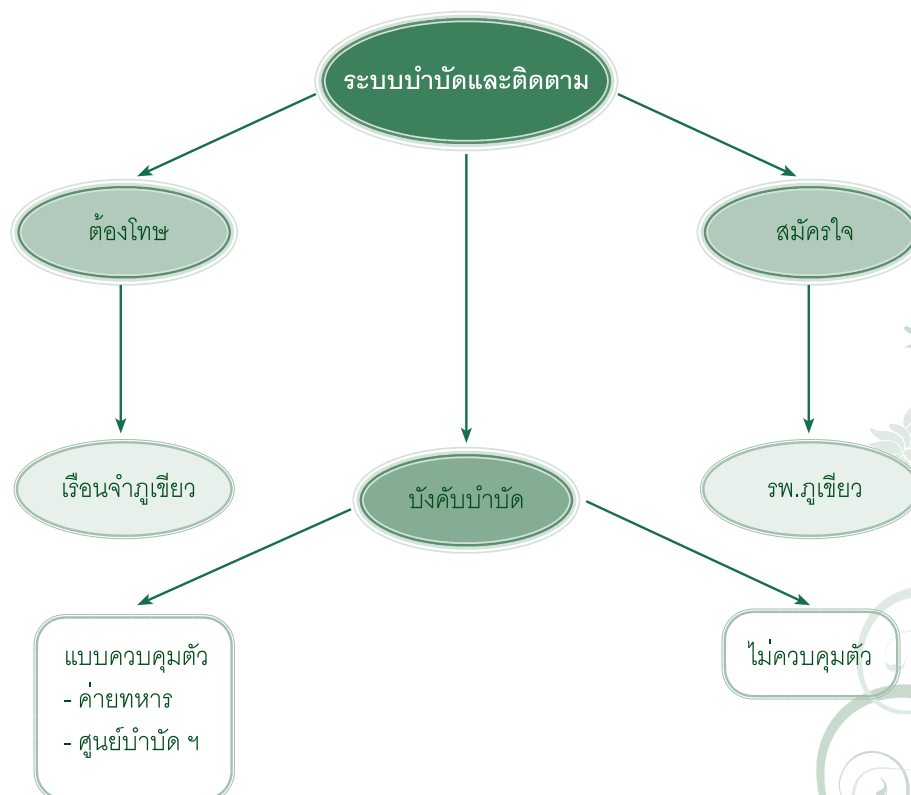 ระบบบำบัดและติดตาม
ต้องโทษ
สมัครใจ
เรือนจำภูเขียว
บังคับบำบัด
รพ.ภูเขียว
แบบควบคุมตัว
- ค่ายทหาร
- ศูนย์บำบัด ฯ
ไม่ควบคุมตัว